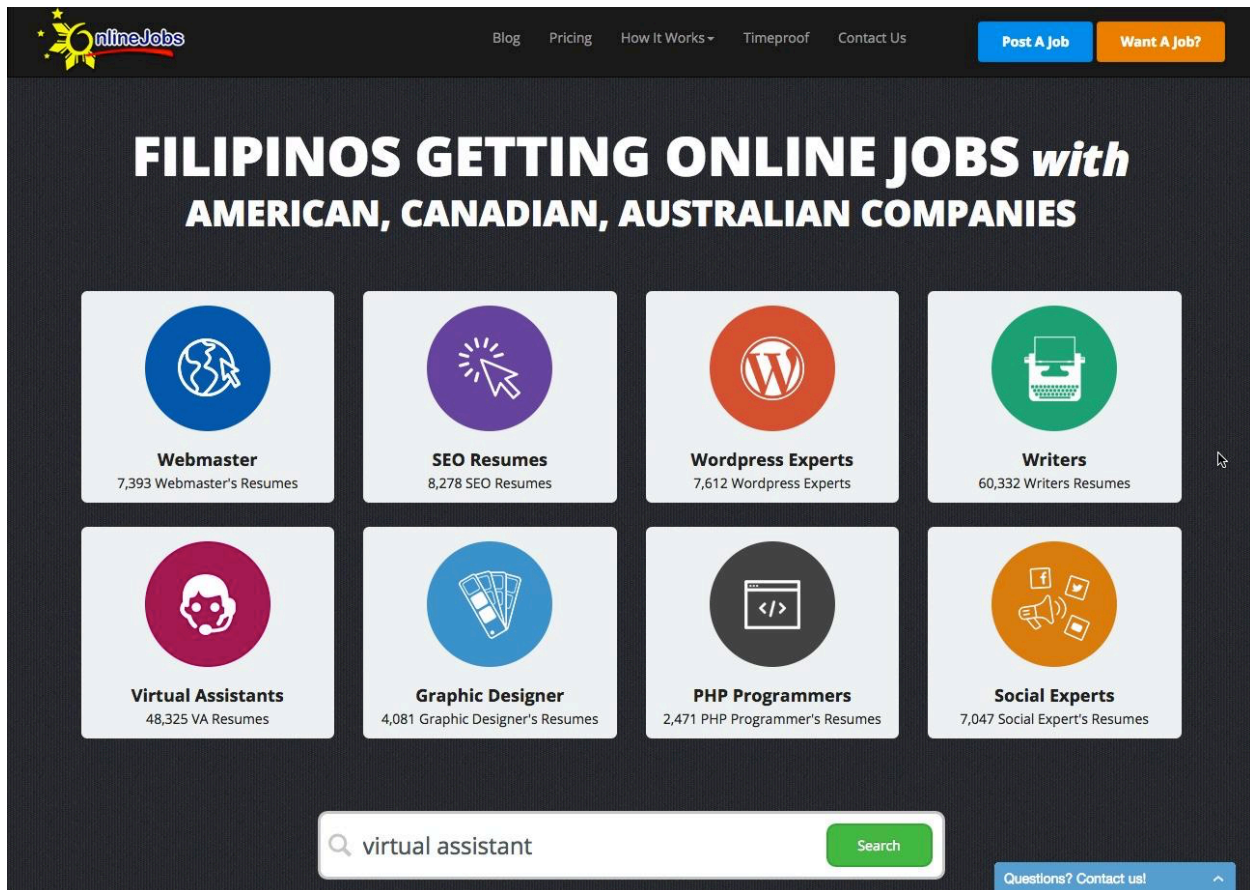 OnlineJobs
Blog
Pricing
How It Works
Timeproof
Contact Us
Post A Job
Want A Job?
FILIPINOS GETTING ONLINE JOBS with
AMERICAN, CANADIAN, AUSTRALIAN COMPANIES
Webmaster
7,393 Webmaster's Resumes
SEO Resumes
8,278 SEO Resumes
Wordpress Experts
7,612 Wordpress Experts
Writers
60,332 Writers Resumes
Virtual Assistants
48,325 VA Resumes
Graphic Designer
4,081 Graphic Designer's Resumes
PHP Programmers
2,471 PHP Programmer's Resumes
Social Experts
7,047 Social Expert's Resumes
virtual assistant
Search
Questions? Contact us!